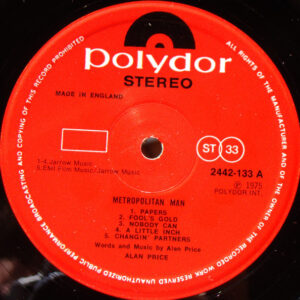 polydor
STEREO
MADE IN ENGLAND
ALL RIGHTS OF THE MANUFACTURER AND OF THE OWNER OF THE RECORDED WORK RESERVED UNAUTHORIZED PUBLIC PERFORMANCE BROADCASTING AND COPYING OF THIS RECORD PROHIBITED
1-4 Jarrow Music
5 Efel Film Music/Jarrow Music
ST 33
2442-133 A
℗ 1975
POLYDOR INT.
METROPOLITAN MAN
1. PAPERS
2. FOOL'S GOLD
3. NOBODY CAN
4. A LITTLE INCH
5. CHANGIN' PARTNERS
Words and Music by Alan Price
ALAN PRICE